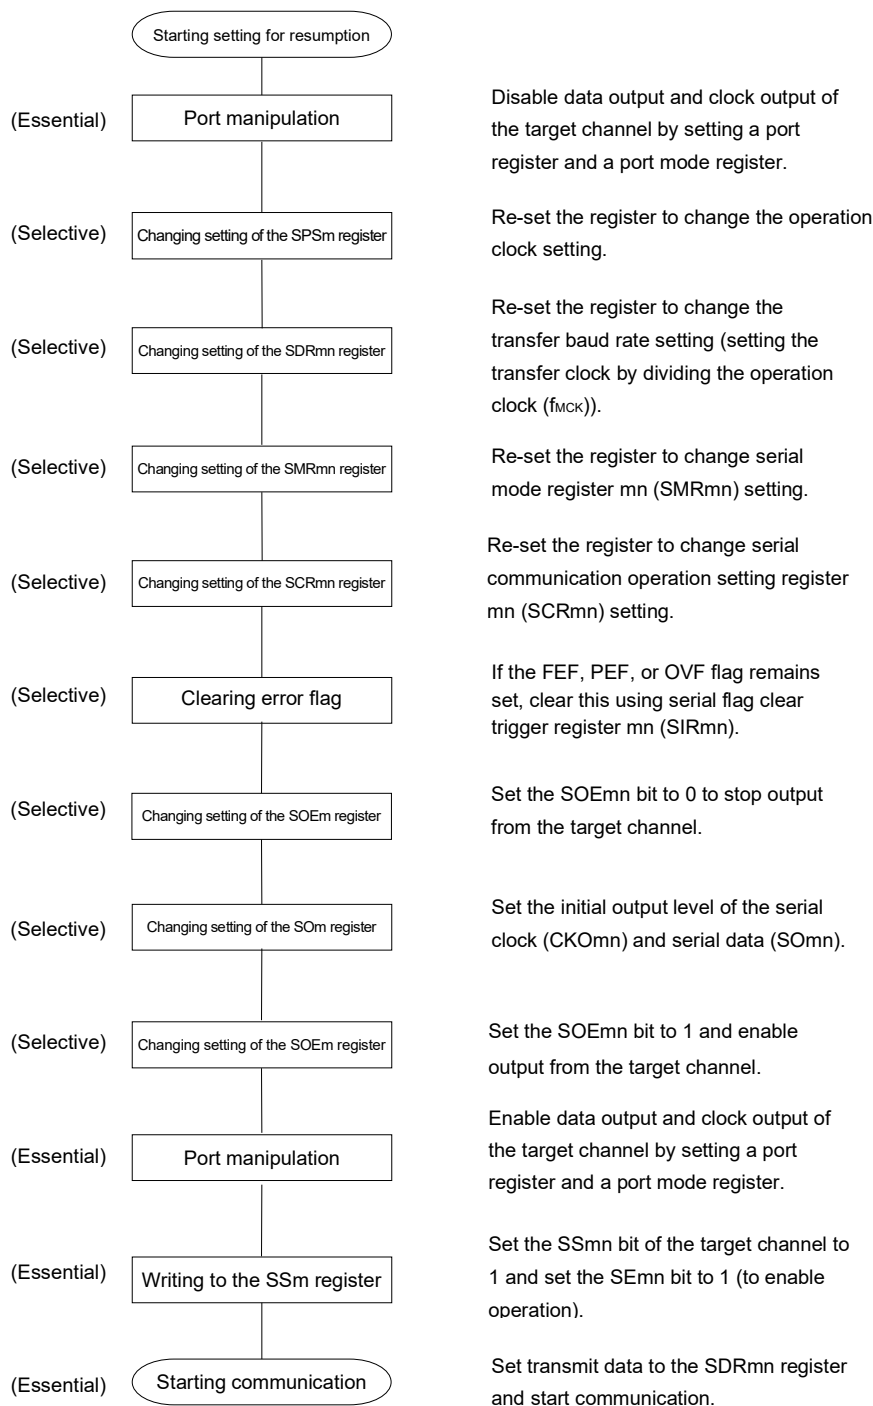 Starting setting for resumption
(Essential)
Port manipulation
Disable data output and clock output of
the target channel by setting a port
register and a port mode register.
(Selective)
Changing setting of the SPSm register
Re-set the register to change the operation
clock setting.
(Selective)
Changing setting of the SDRmn register
Re-set the register to change the
transfer baud rate setting (setting the
transfer clock by dividing the operation
clock (fMCK)).
(Selective)
Changing setting of the SMRmn register
Re-set the register to change serial
mode register mn (SMRmn) setting.
(Selective)
Changing setting of the SCRmn register
Re-set the register to change serial
communication operation setting register
mn (SCRmn) setting.
(Selective)
Clearing error flag
If the FEF, PEF, or OVF flag remains
set, clear this using serial flag clear
trigger register mn (SIRmn).
(Selective)
Changing setting of the SOEm register
Set the SOEmn bit to 0 to stop output
from the target channel.
(Selective)
Changing setting of the SOm register
Set the initial output level of the serial
clock (CKOmn) and serial data (SOmn).
(Selective)
Changing setting of the SOEm register
Set the SOEmn bit to 1 and enable
output from the target channel.
(Essential)
Port manipulation
Enable data output and clock output of
the target channel by setting a port
register and a port mode register.
(Essential)
Writing to the SSm register
Set the SSmn bit of the target channel to
1 and set the SEmn bit to 1 (to enable
operation).
(Essential)
Starting communication
Set transmit data to the SDRmn register
and start communication.